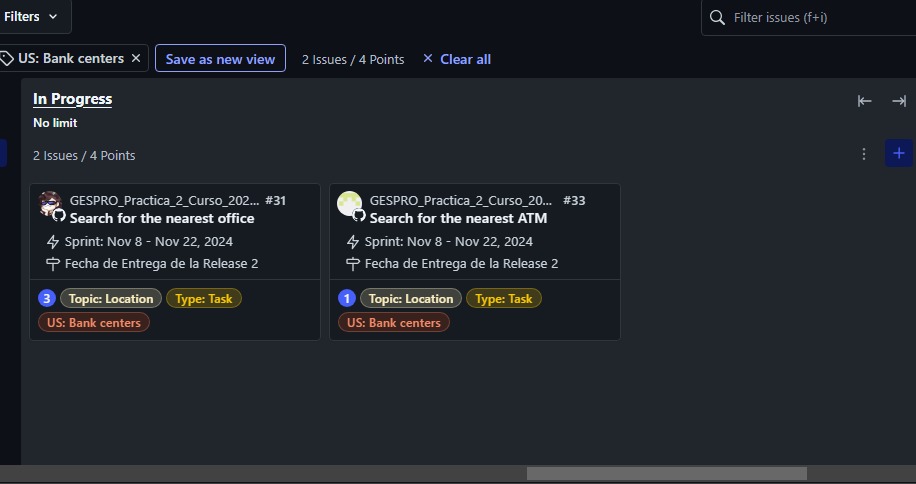 Filters
Filter issues (f+i)
US: Bank centers
Save as new view
2 Issues / 4 Points
Clear all
In Progress
No limit
2 Issues / 4 Points
GESPRO_Practica_2_Curso_202... #31
Search for the nearest office
Sprint: Nov 8 - Nov 22, 2024
Fecha de Entrega de la Release 2
3 Topic: Location Type: Task
US: Bank centers
GESPRO_Practica_2_Curso_20... #33
Search for the nearest ATM
Sprint: Nov 8 - Nov 22, 2024
Fecha de Entrega de la Release 2
1 Topic: Location Type: Task
US: Bank centers